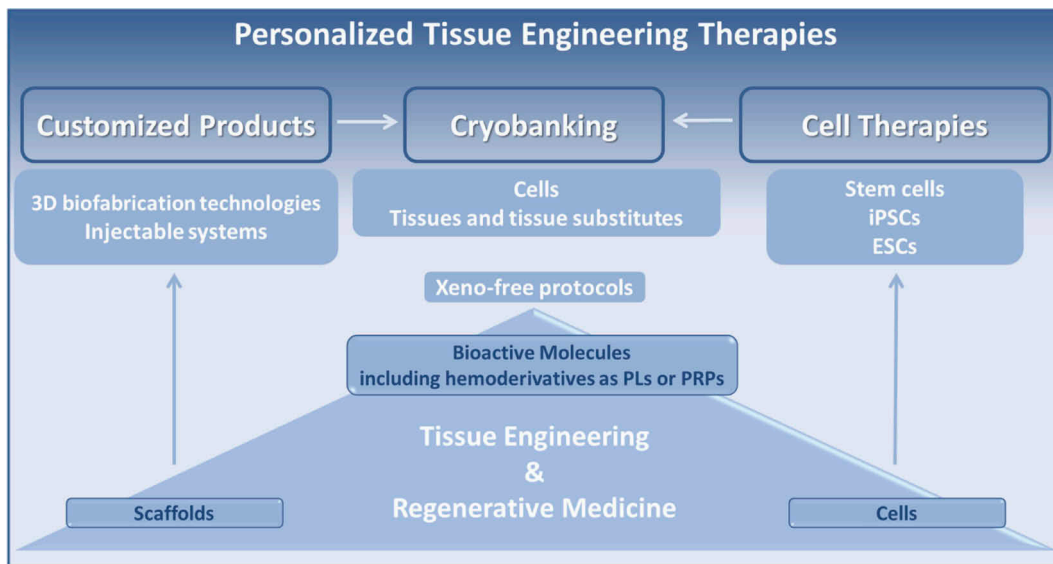 Personalized Tissue Engineering Therapies
Customized Products
Cryobanking
Cell Therapies
3D biofabrication technologies
Injectable systems
Cells
Tissues and tissue substitutes
Stem cells
iPSCs
ESCs
Xeno-free protocols
Bioactive Molecules
including hemoderivatives as PLs or PRPs
Tissue Engineering
&
Regenerative Medicine
Scaffolds
Cells